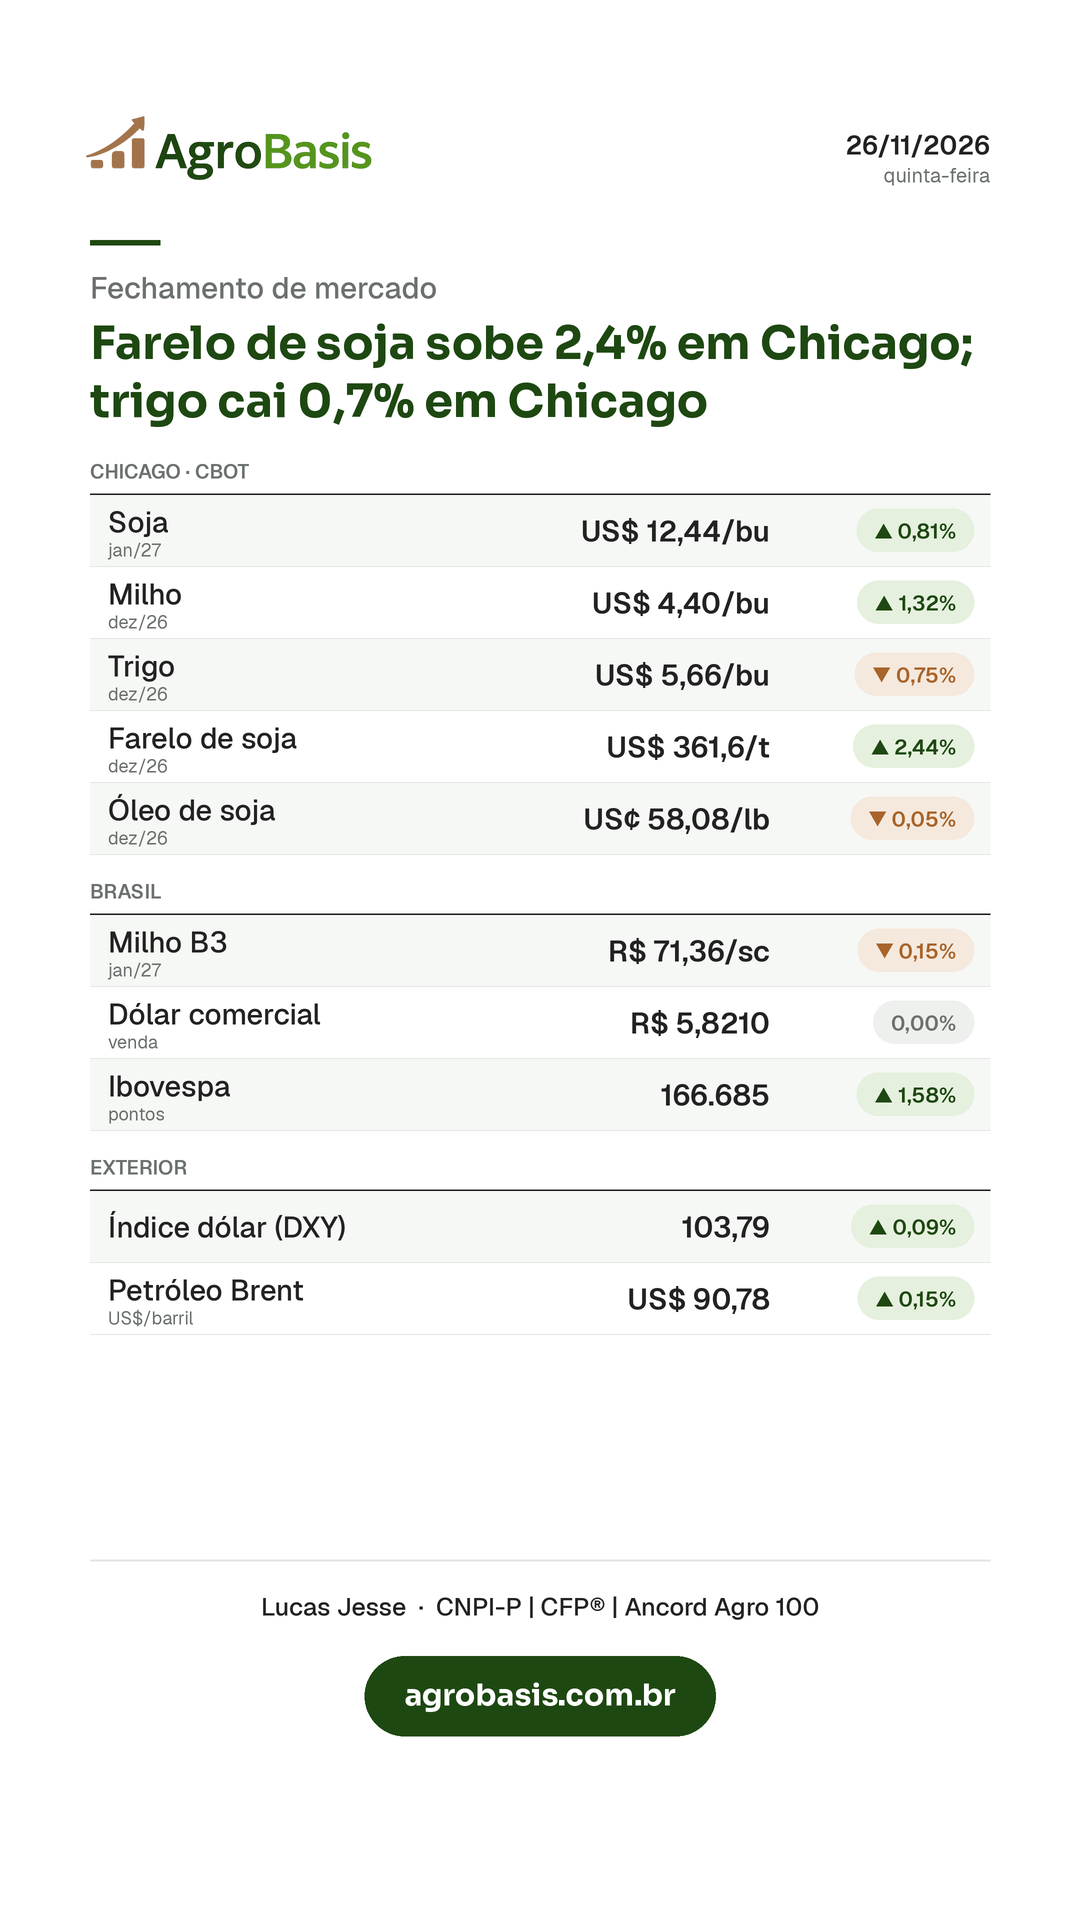 AgroBasis
26/11/2026
quinta-feira
Fechamento de mercado
Farelo de soja sobe 2,4% em Chicago;
trigo cai 0,7% em Chicago
CHICAGO · CBOT
Soja US$ 12,44/bu ▲ 0,81%
jan/27
Milho US$ 4,40/bu ▲ 1,32%
dez/26
Trigo US$ 5,66/bu ▼ 0,75%
dez/26
Farelo de soja US$ 361,6/t ▲ 2,44%
dez/26
Óleo de soja US¢ 58,08/lb ▼ 0,05%
dez/26
BRASIL
Milho B3 R$ 71,36/sc ▼ 0,15%
jan/27
Dólar comercial R$ 5,8210 0,00%
venda
Ibovespa 166.685 ▲ 1,58%
pontos
EXTERIOR
Índice dólar (DXY) 103,79 ▲ 0,09%
Petróleo Brent US$ 90,78 ▲ 0,15%
US$/barril
Lucas Jesse · CNPI-P | CFP® | Ancord Agro 100
agrobasis.com.br